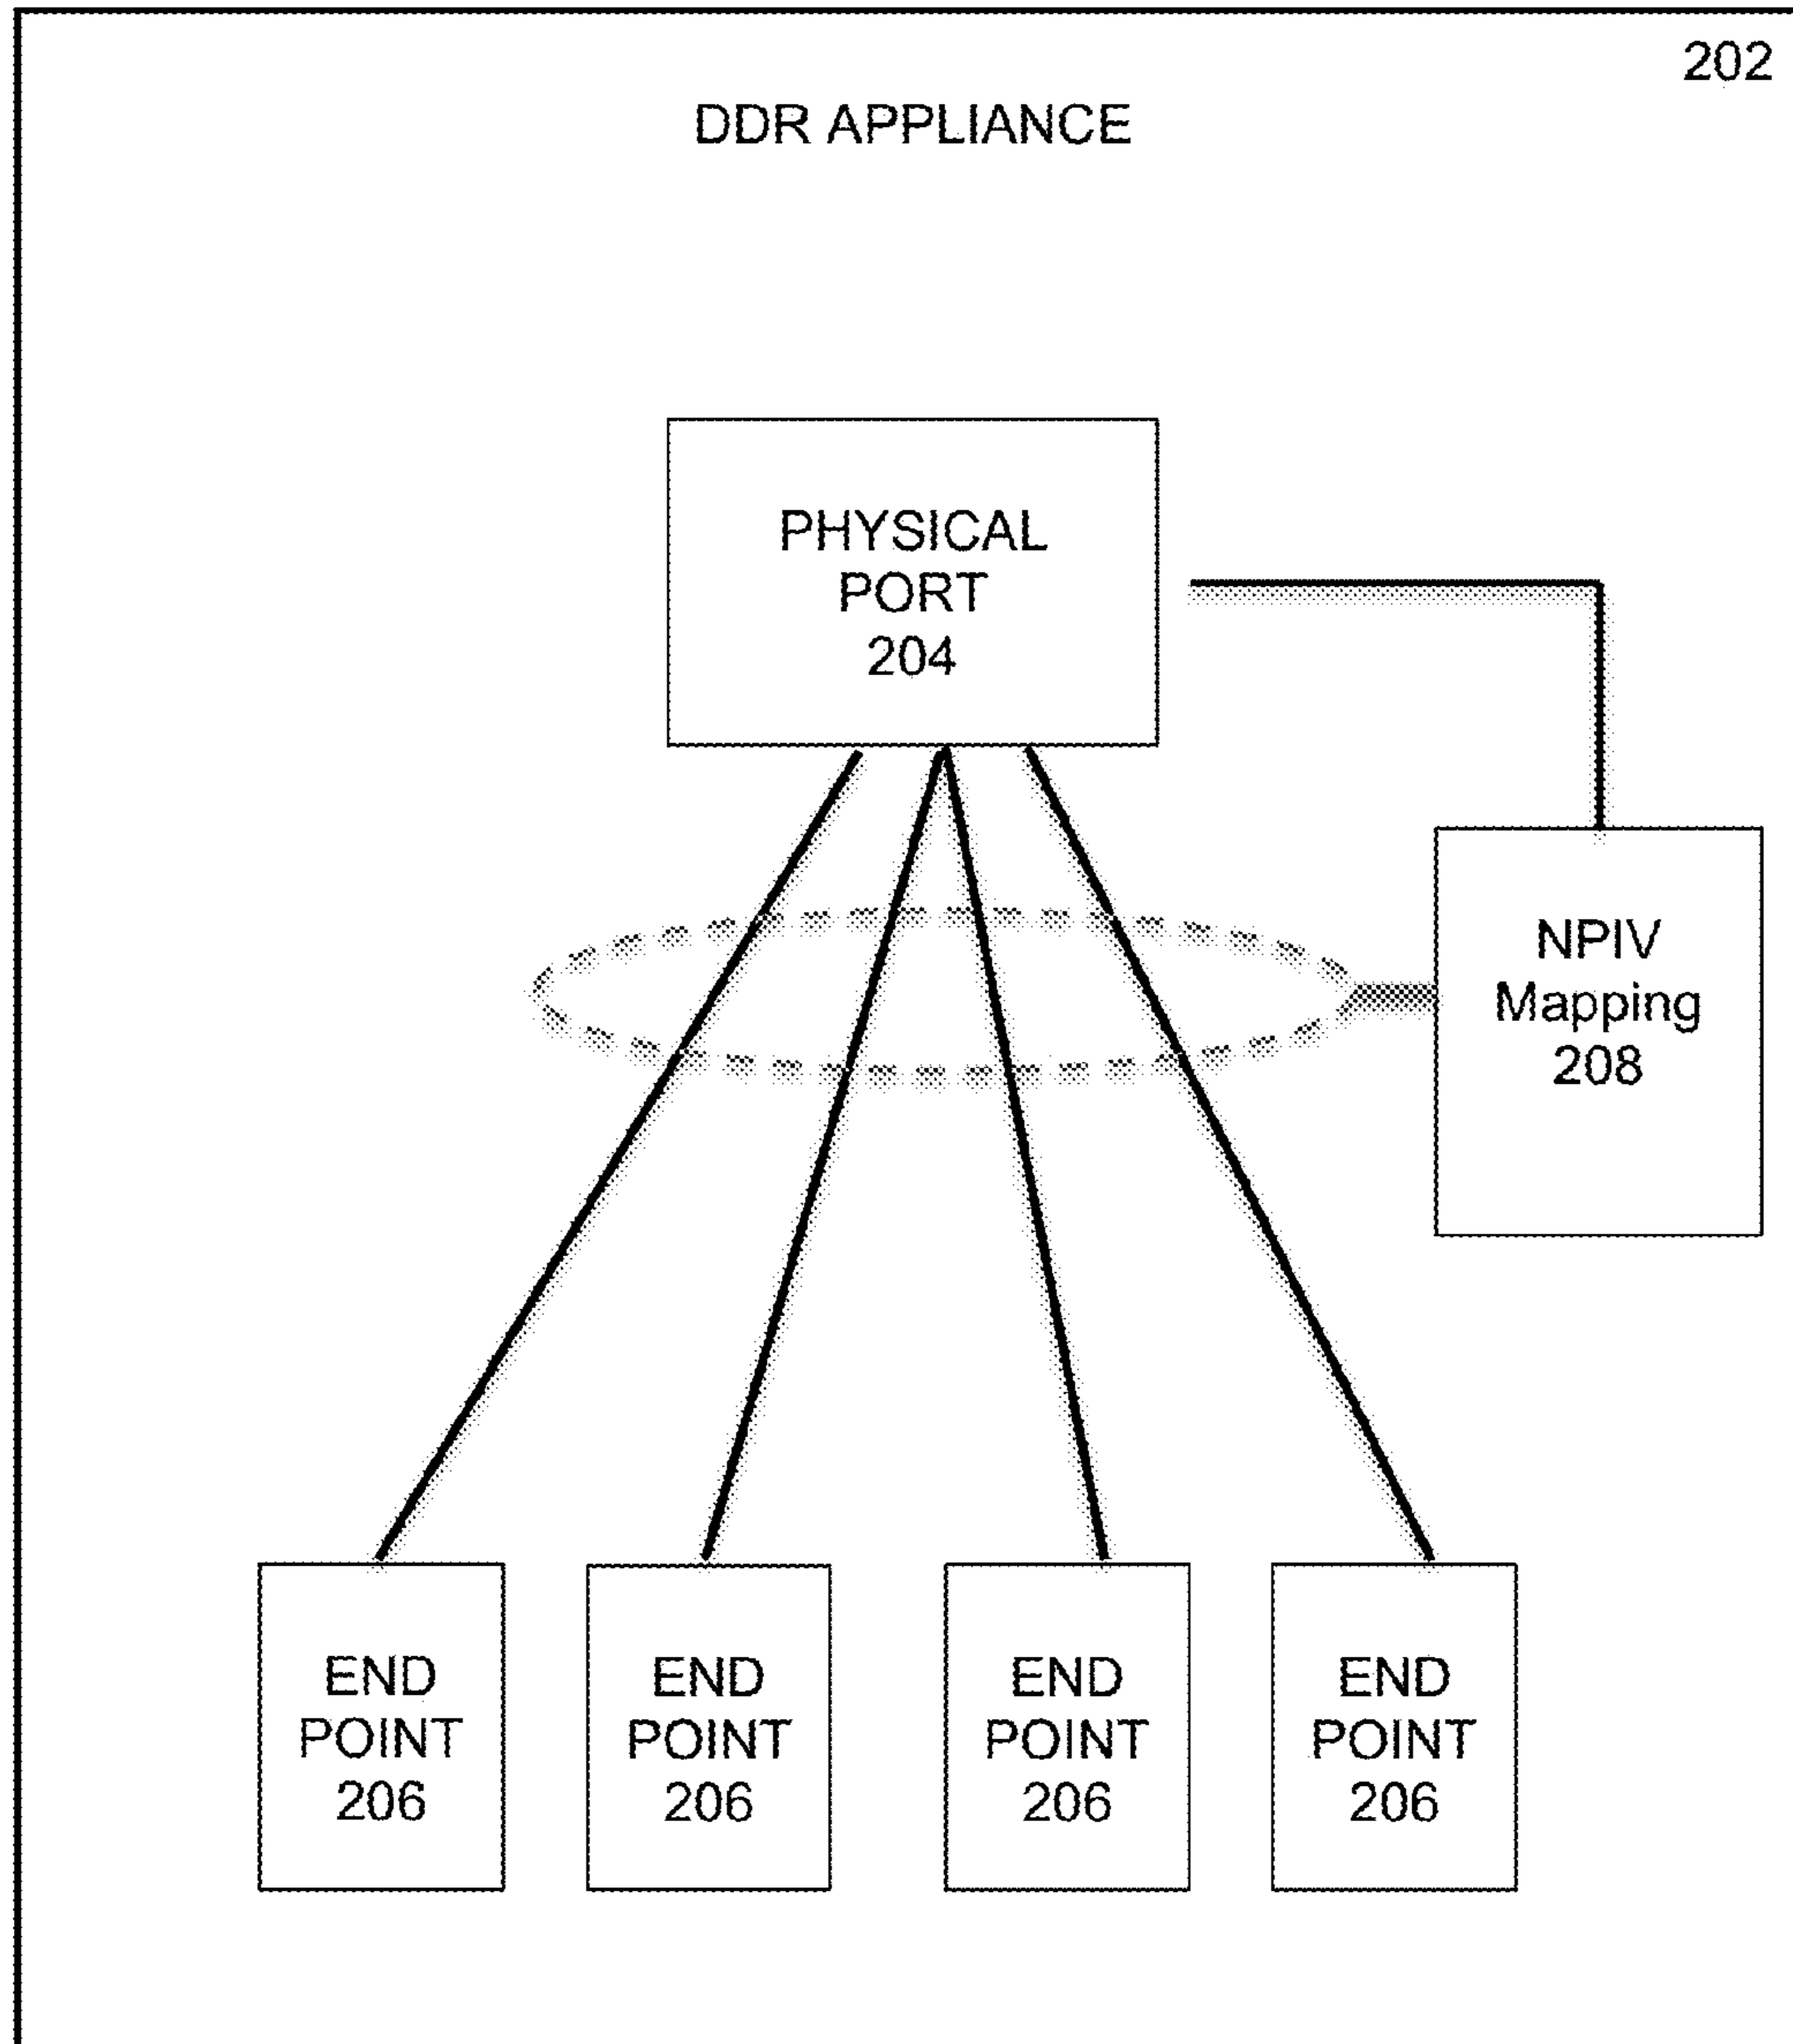 202
DDR APPLIANCE
PHYSICAL
PORT
204
NPIV
Mapping
208
END
POINT
206
END
POINT
206
END
POINT
206
END
POINT
206